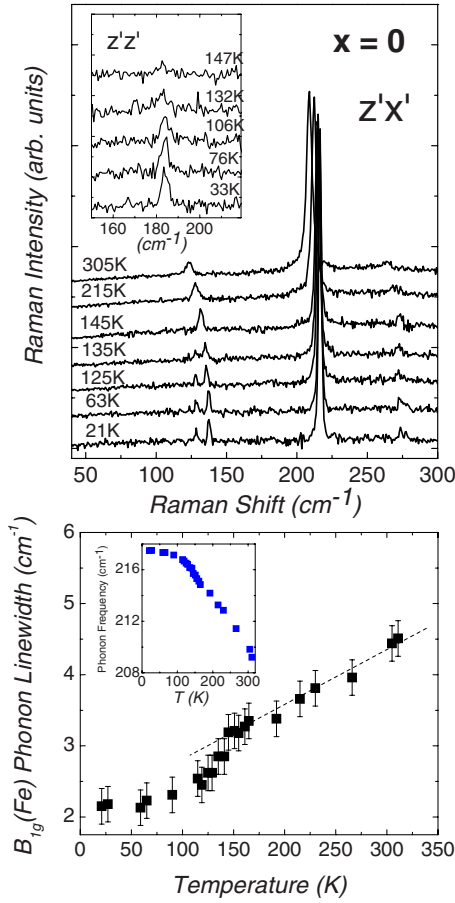 z'z'
x = 0
z'x'
147K
132K
106K
76K
33K
160 180 200
(cm-1)
Raman Intensity (arb. units)
305K
215K
145K
135K
125K
63K
21K
50 100 150 200 250 300
Raman Shift (cm-1)
B1g(Fe) Phonon Linewidth (cm-1)
6
5
4
3
2
Phonon Frequency (cm-1)
216
212
208
0 100 200 300
T (K)
0 50 100 150 200 250 300 350
Temperature (K)